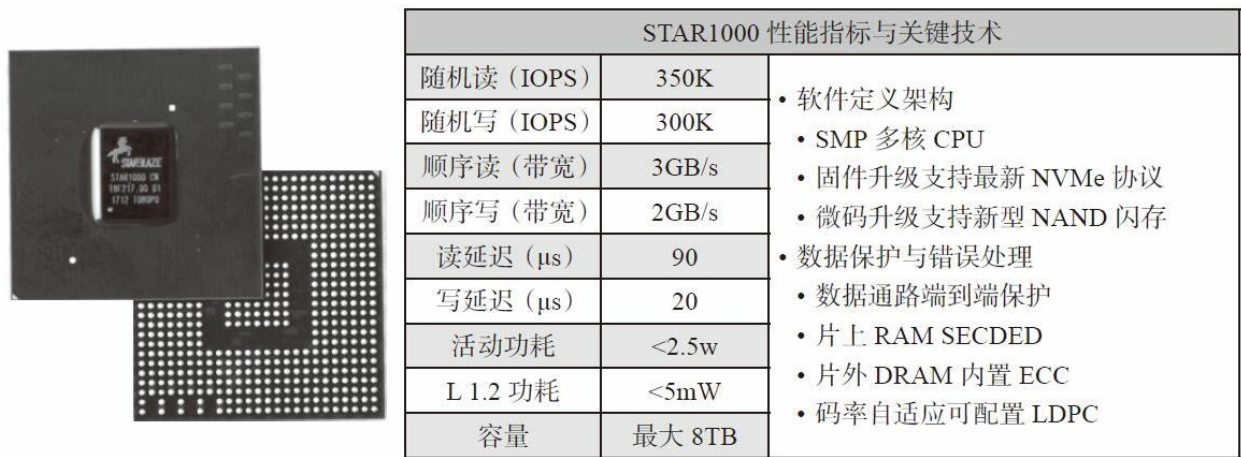 STARBLAZE
STAR1000 CN
1712
STAR1000 性能指标与关键技术
随机读（IOPS） 350K
随机写（IOPS） 300K
顺序读（带宽） 3GB/s
顺序写（带宽） 2GB/s
读延迟（μs） 90
写延迟（μs） 20
活动功耗 <2.5w
L 1.2 功耗 <5mW
容量 最大 8TB
• 软件定义架构
• SMP 多核 CPU
• 固件升级支持最新 NVMe 协议
• 微码升级支持新型 NAND 闪存
• 数据保护与错误处理
• 数据通路端到端保护
• 片上 RAM SECDED
• 片外 DRAM 内置 ECC
• 码率自适应可配置 LDPC